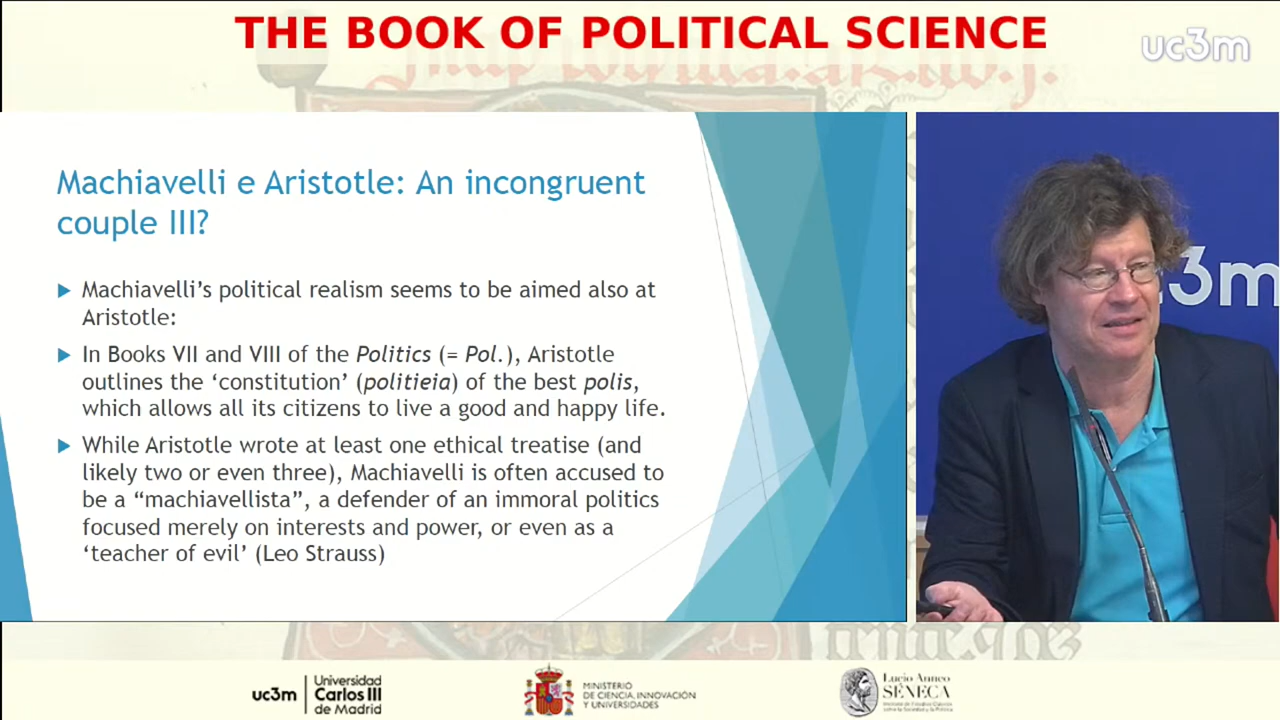 THE BOOK OF POLITICAL SCIENCE
uc3m
Machiavelli e Aristotle: An incongruent
couple III?
Machiavelli's political realism seems to be aimed also at
Aristotle:
In Books VII and VIII of the Politics (= Pol.), Aristotle
outlines the 'constitution' (politieia) of the best polis,
which allows all its citizens to live a good and happy life.
While Aristotle wrote at least one ethical treatise (and
likely two or even three), Machiavelli is often accused to
be a “machiavellista”, a defender of an immoral politics
focused merely on interests and power, or even as a
'teacher of evil' (Leo Strauss)
3m
uc3m
Universidad
Carlos III
de Madrid
MINISTERIO
DE CIENCIA, INNOVACIÓN
Y UNIVERSIDADES
Lucio Anneo
SÉNECA